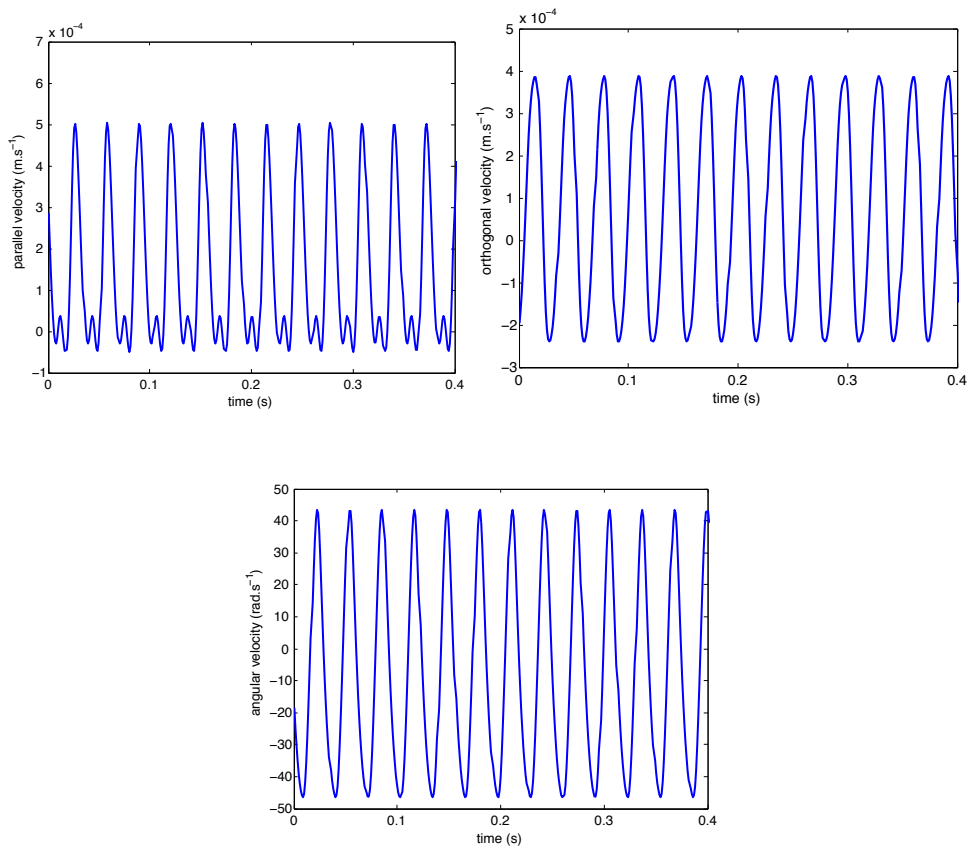 x 10⁻⁴
7
6
5
4
3
2
1
0
−1
0 0.1 0.2 0.3 0.4
time (s)
parallel velocity (m.s⁻¹)
x 10⁻⁴
5
4
3
2
1
0
−1
−2
−3
0 0.1 0.2 0.3 0.4
time (s)
orthogonal velocity (m.s⁻¹)
50
40
30
20
10
0
−10
−20
−30
−40
−50
0 0.1 0.2 0.3 0.4
time (s)
angular velocity (rad.s⁻¹)